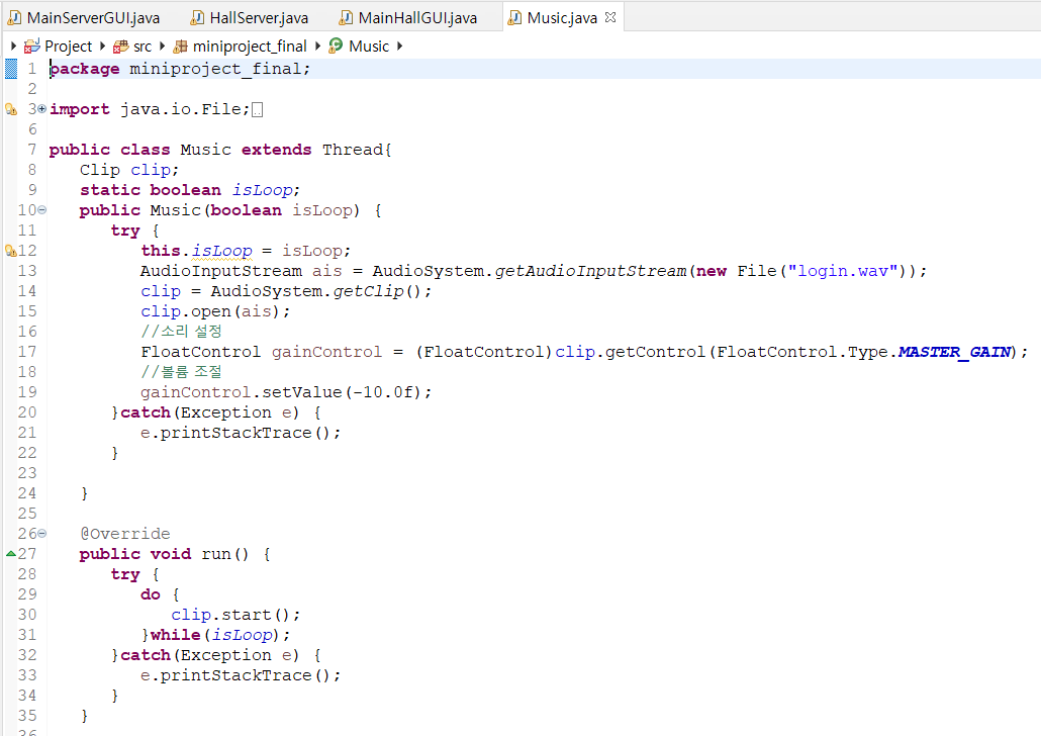 MainServerGUI.java HallServer.java MainHallGUI.java Music.java
Project src miniproject_final Music
1 package miniproject_final;
2
3 import java.io.File;
6
7 public class Music extends Thread{
8 Clip clip;
9 static boolean isLoop;
10 public Music(boolean isLoop) {
11 try {
12 this.isLoop = isLoop;
13 AudioInputStream ais = AudioSystem.getAudioInputStream(new File("login.wav"));
14 clip = AudioSystem.getClip();
15 clip.open(ais);
16 //소리 설정
17 FloatControl gainControl = (FloatControl)clip.getControl(FloatControl.Type.MASTER_GAIN);
18 //볼륨 조절
19 gainControl.setValue(-10.0f);
20 }catch(Exception e) {
21 e.printStackTrace();
22 }
23
24 }
25
26 @Override
27 public void run() {
28 try {
29 do {
30 clip.start();
31 }while(isLoop);
32 }catch(Exception e) {
33 e.printStackTrace();
34 }
35 }
36